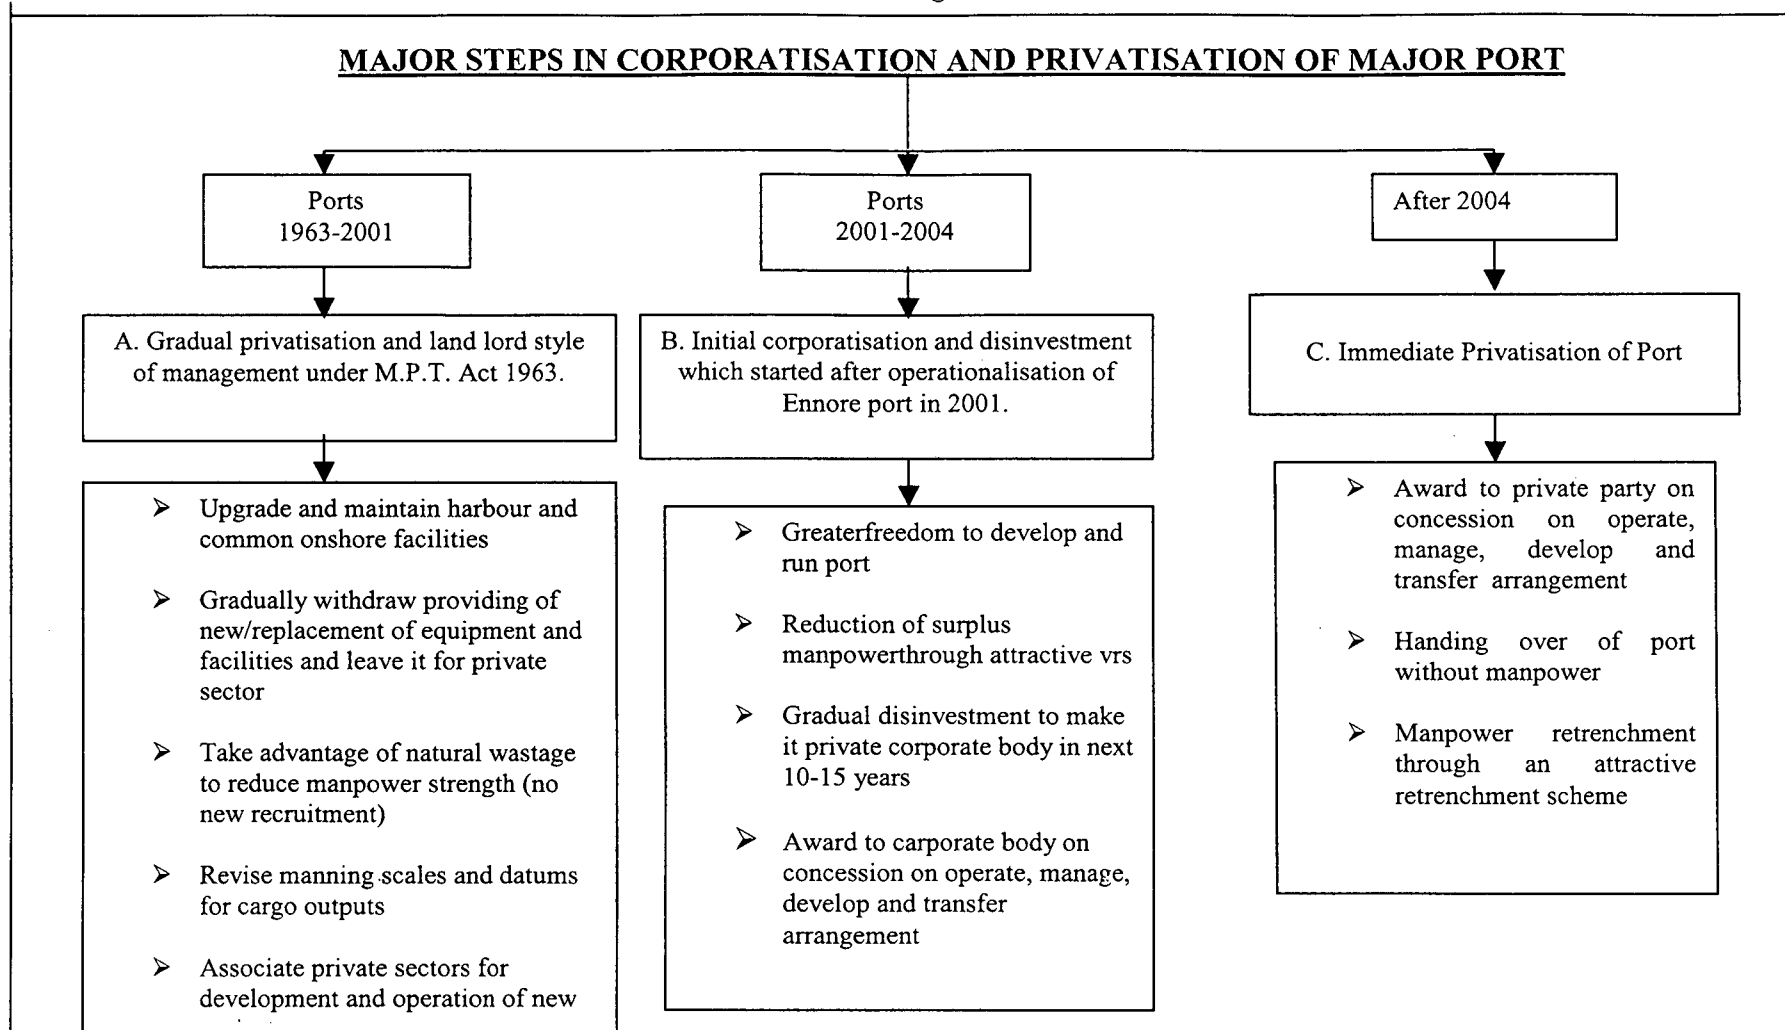 MAJOR STEPS IN CORPORATISATION AND PRIVATISATION OF MAJOR PORT
Ports
1963-2001
A. Gradual privatisation and land lord style
of management under M.P.T. Act 1963.
➢ Upgrade and maintain harbour and
common onshore facilities
➢ Gradually withdraw providing of
new/replacement of equipment and
facilities and leave it for private
sector
➢ Take advantage of natural wastage
to reduce manpower strength (no
new recruitment)
➢ Revise manning scales and datums
for cargo outputs
➢ Associate private sectors for
development and operation of new
Ports
2001-2004
B. Initial corporatisation and disinvestment
which started after operationalisation of
Ennore port in 2001.
➢ Greaterfreedom to develop and
run port
➢ Reduction of surplus
manpowerthrough attractive vrs
➢ Gradual disinvestment to make
it private corporate body in next
10-15 years
➢ Award to carporate body on
concession on operate, manage,
develop and transfer
arrangement
After 2004
C. Immediate Privatisation of Port
➢ Award to private party on
concession on operate,
manage, develop and
transfer arrangement
➢ Handing over of port
without manpower
➢ Manpower retrenchment
through an attractive
retrenchment scheme